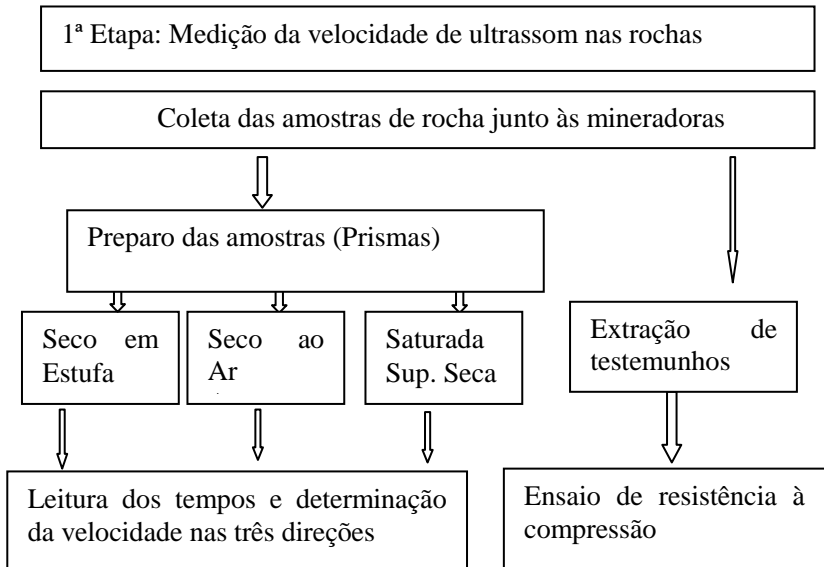 1ª Etapa: Medição da velocidade de ultrassom nas rochas
Coleta das amostras de rocha junto às mineradoras
Preparo das amostras (Prismas)
Seco em
Estufa
Seco ao
Ar
Saturada
Sup. Seca
Extração de
testemunhos
Leitura dos tempos e determinação
da velocidade nas três direções
Ensaio de resistência à
compressão